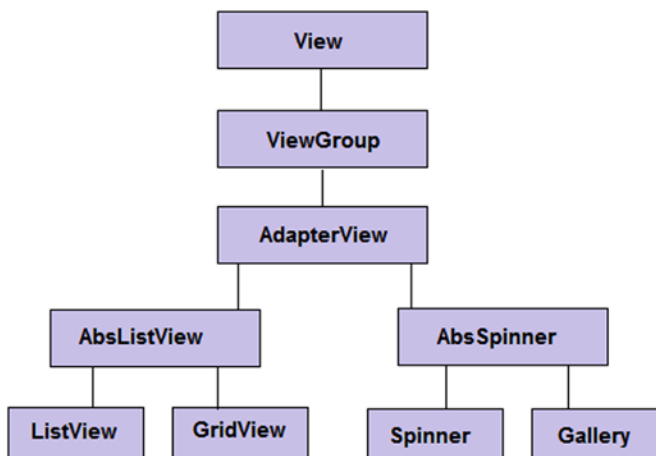 View
ViewGroup
AdapterView
AbsListView
AbsSpinner
ListView
GridView
Spinner
Gallery